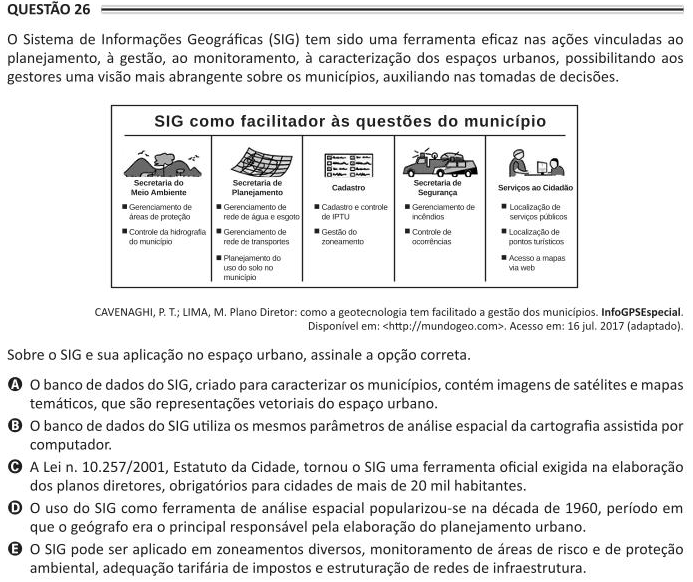 QUESTÃO 26
O Sistema de Informações Geográficas (SIG) tem sido uma ferramenta eficaz nas ações vinculadas ao
planejamento, à gestão, ao monitoramento, à caracterização dos espaços urbanos, possibilitando aos
gestores uma visão mais abrangente sobre os municípios, auxiliando nas tomadas de decisões.
SIG como facilitador às questões do município
Secretaria do
Meio Ambiente
■ Gerenciamento de
áreas de proteção
■ Controle da hidrografia
do município
Secretaria de
Planejamento
■ Gerenciamento de
rede de água e esgoto
■ Gerenciamento de
rede de transportes
■ Planejamento do
uso do solo no
município
Cadastro
■ Cadastro e controle
de IPTU
■ Gestão do
zoneamento
Secretaria de
Segurança
■ Gerenciamento de
incêndios
■ Controle de
ocorrências
Serviços ao Cidadão
■ Localização de
serviços públicos
■ Localização de
pontos turísticos
■ Acesso a mapas
via web
CAVENAGHI, P. T.; LIMA, M. Plano Diretor: como a geotecnologia tem facilitado a gestão dos municípios. InfoGPSEspecial.
Disponível em: <http://mundogeo.com>. Acesso em: 16 jul. 2017 (adaptado).
Sobre o SIG e sua aplicação no espaço urbano, assinale a opção correta.
A O banco de dados do SIG, criado para caracterizar os municípios, contém imagens de satélites e mapas
temáticos, que são representações vetoriais do espaço urbano.
B O banco de dados do SIG utiliza os mesmos parâmetros de análise espacial da cartografia assistida por
computador.
C A Lei n. 10.257/2001, Estatuto da Cidade, tornou o SIG uma ferramenta oficial exigida na elaboração
dos planos diretores, obrigatórios para cidades de mais de 20 mil habitantes.
D O uso do SIG como ferramenta de análise espacial popularizou-se na década de 1960, período em
que o geógrafo era o principal responsável pela elaboração do planejamento urbano.
E O SIG pode ser aplicado em zoneamentos diversos, monitoramento de áreas de risco e de proteção
ambiental, adequação tarifária de impostos e estruturação de redes de infraestrutura.